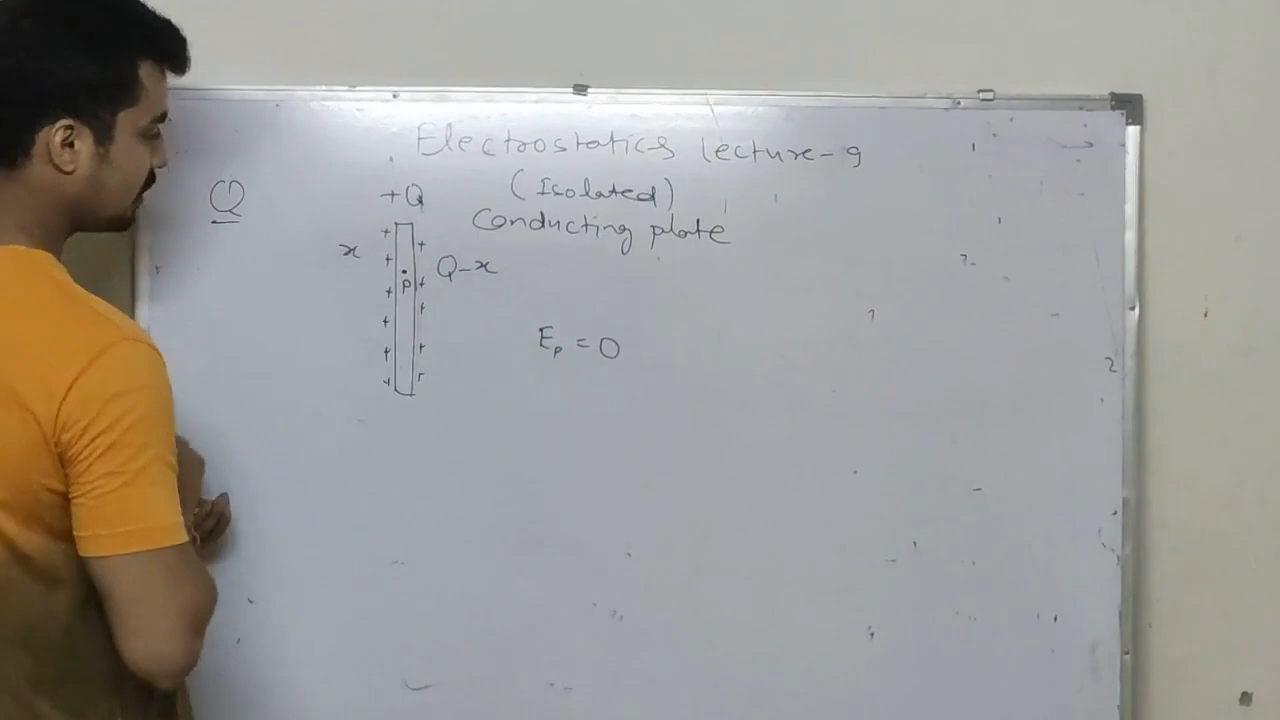 Electrostatics lecture-9
Q
+Q
(Isolated)
Conducting plate
x
+ + + + + +
P
+ + + + +
Q-x
Ep = 0